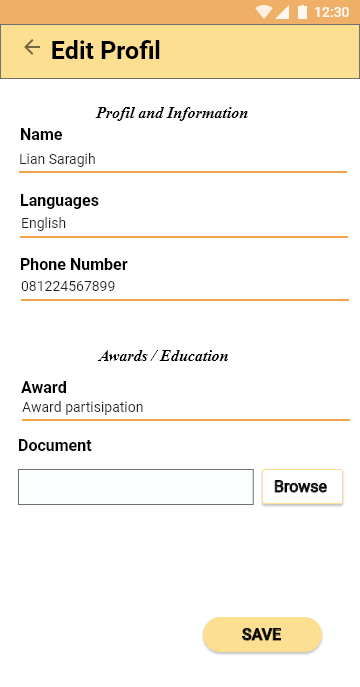 12:30
Edit Profil
Profil and Information
Name
Lian Saragih
Languages
English
Phone Number
081224567899
Awards / Education
Award
Award partisipation
Document
Browse
SAVE